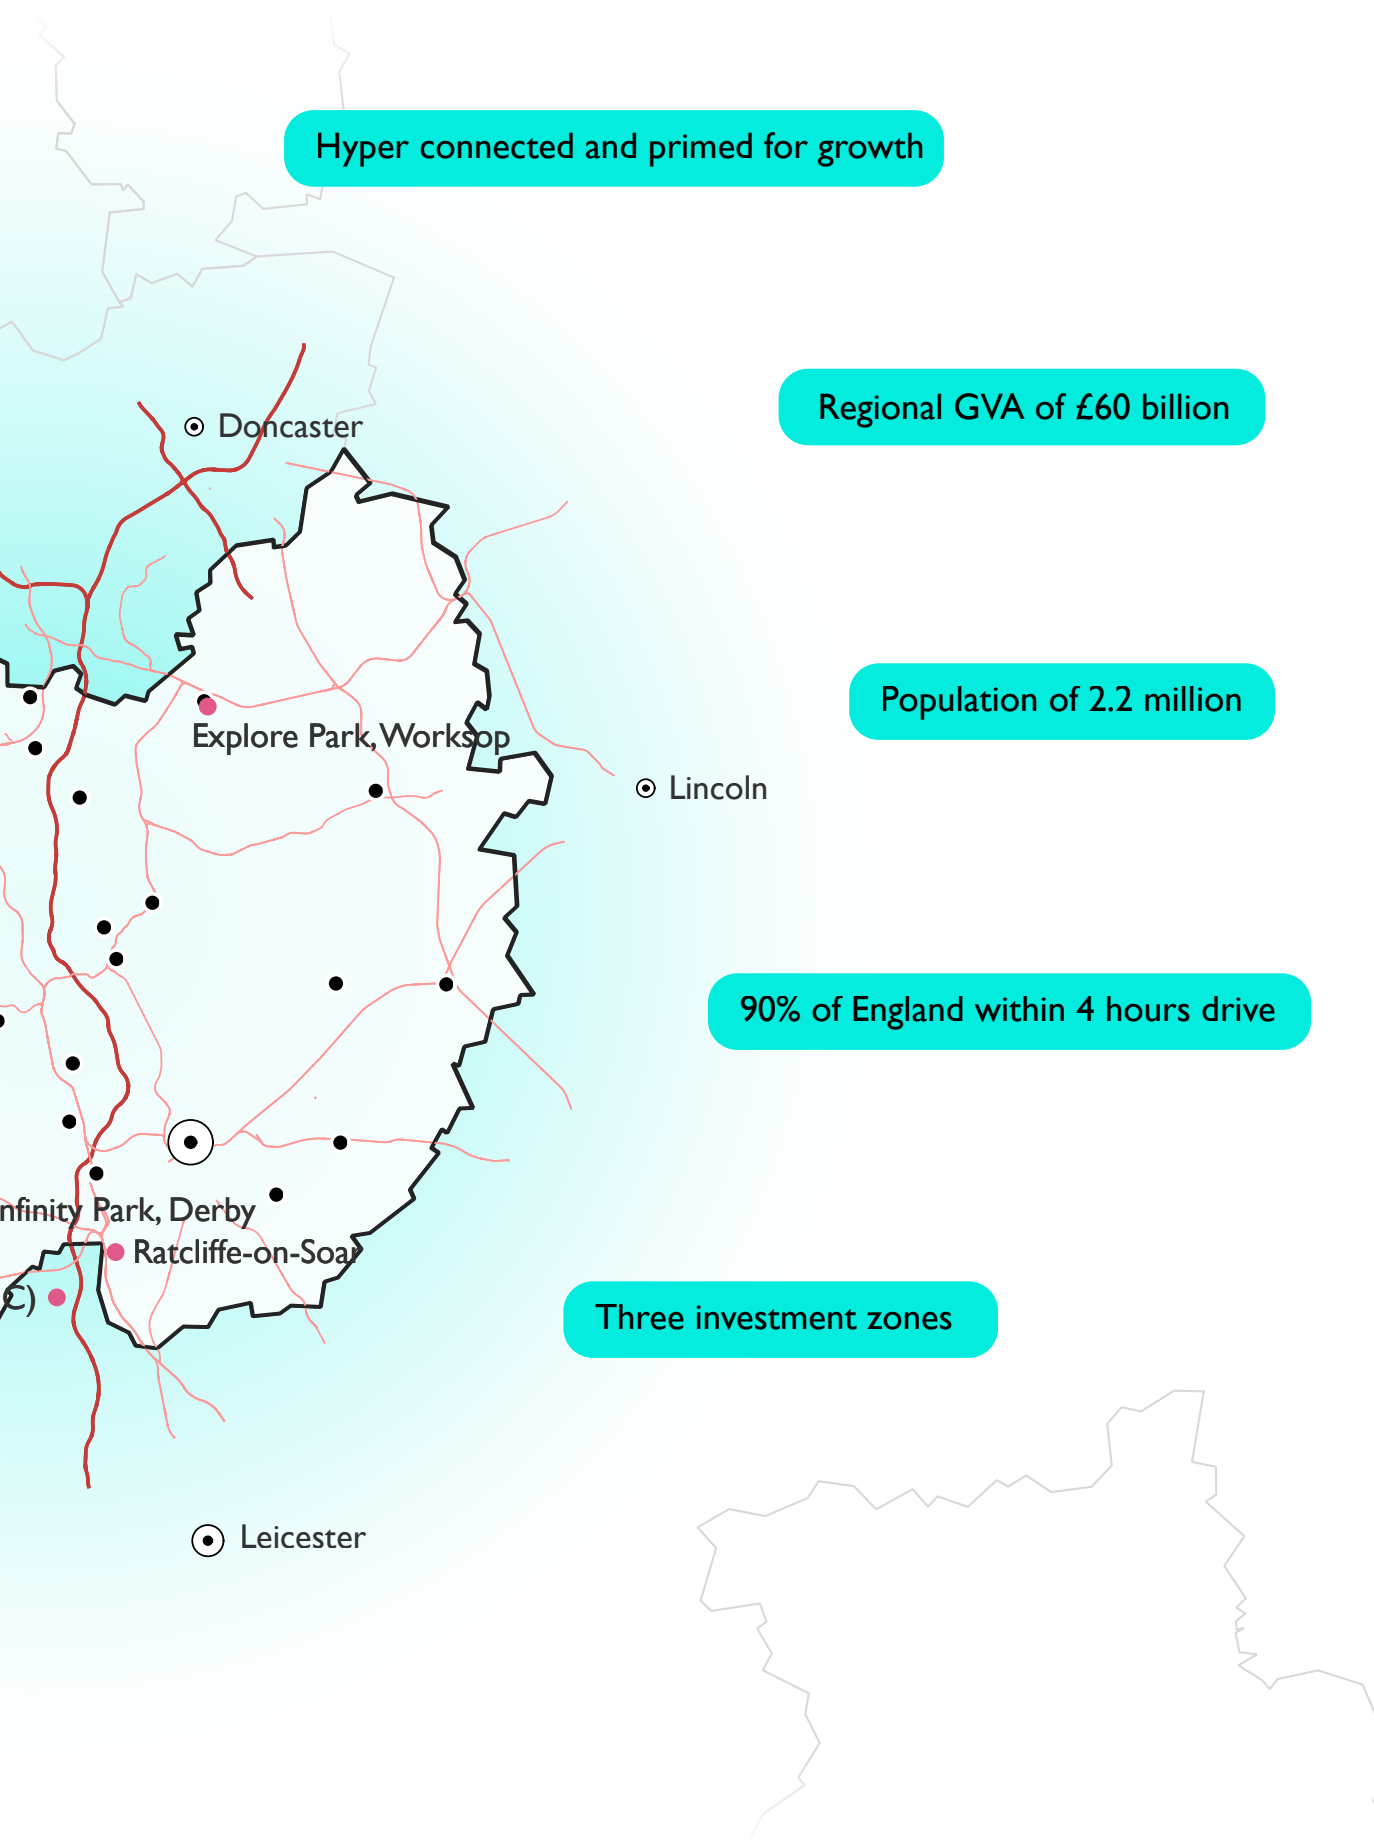 Hyper connected and primed for growth
Regional GVA of £60 billion
Doncaster
Population of 2.2 million
Explore Park, Worksop
Lincoln
90% of England within 4 hours drive
nfinity Park, Derby
Ratcliffe-on-Soar
C)
Three investment zones
Leicester